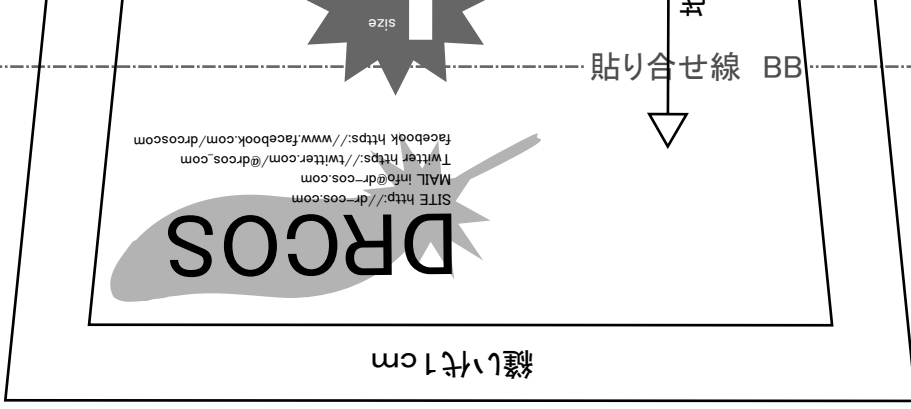 貼り合せ線 BB
縫い代1cm
DRCOS
SITE http://dr-cos.com
MAIL info@dr-cos.com
Twitter https://twitter.com/@drcos_com
facebook https://www.facebook.com/drcoscom
size